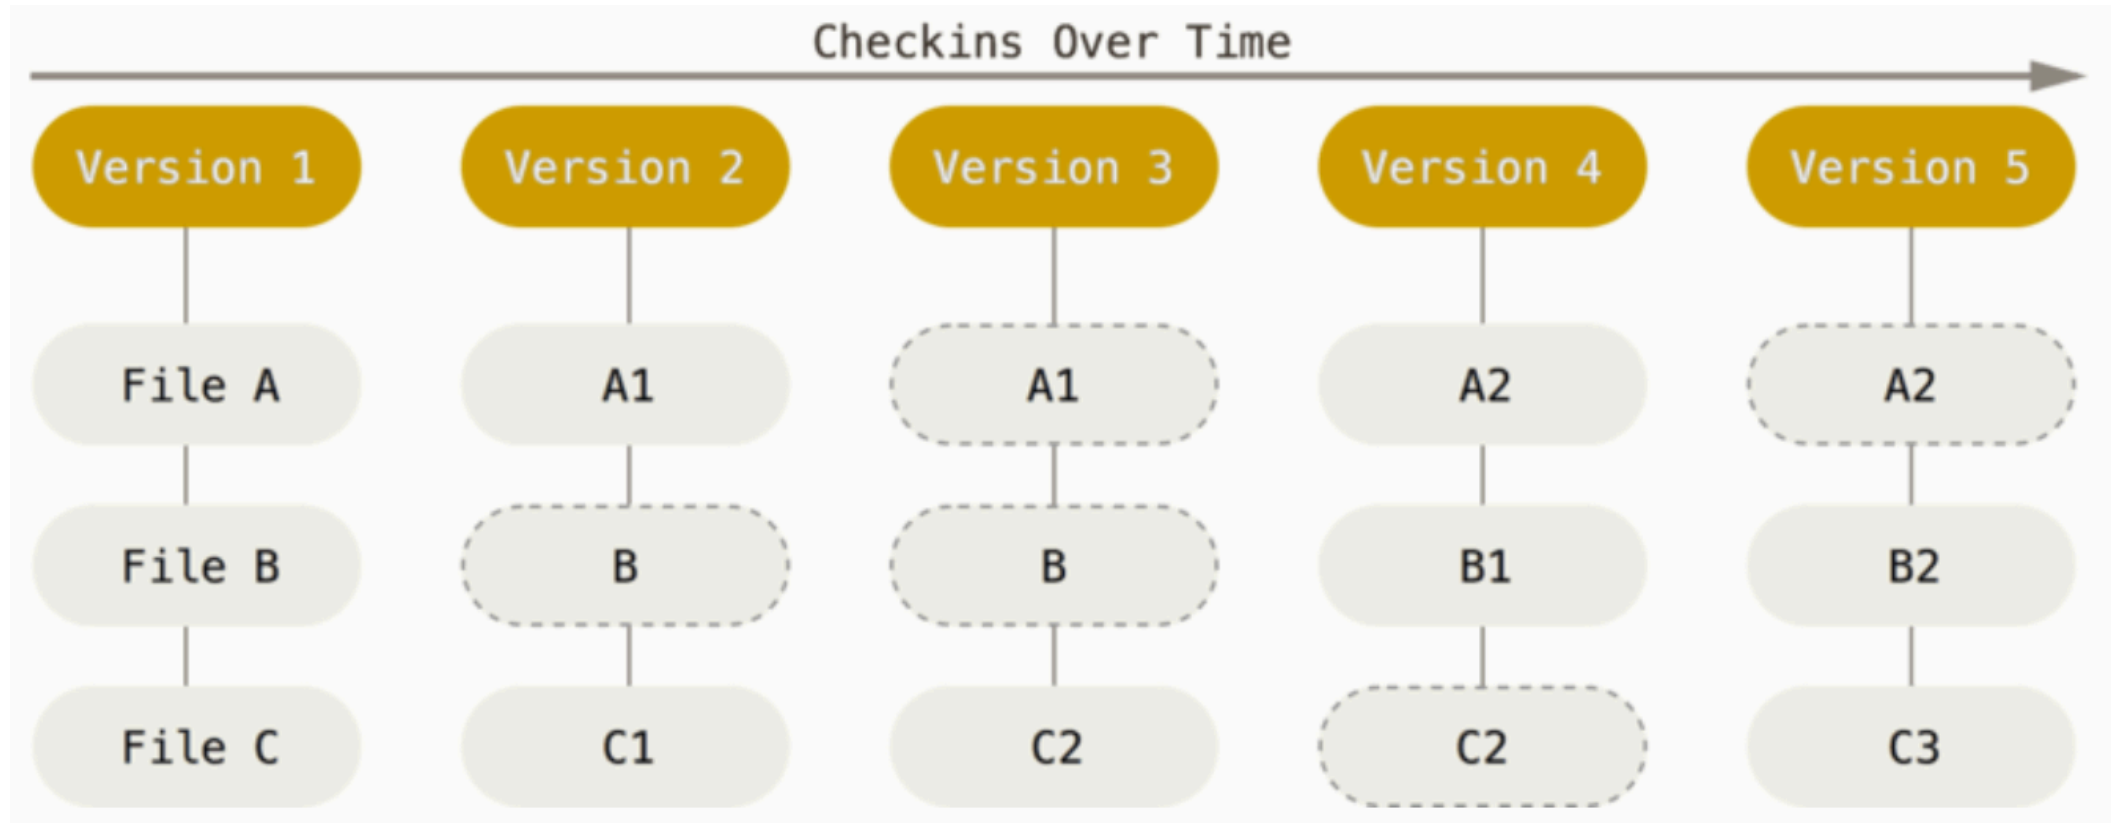 Checkins Over Time
Version 1 Version 2 Version 3 Version 4 Version 5
File A A1 A1 A2 A2
File B B B B1 B2
File C C1 C2 C2 C3